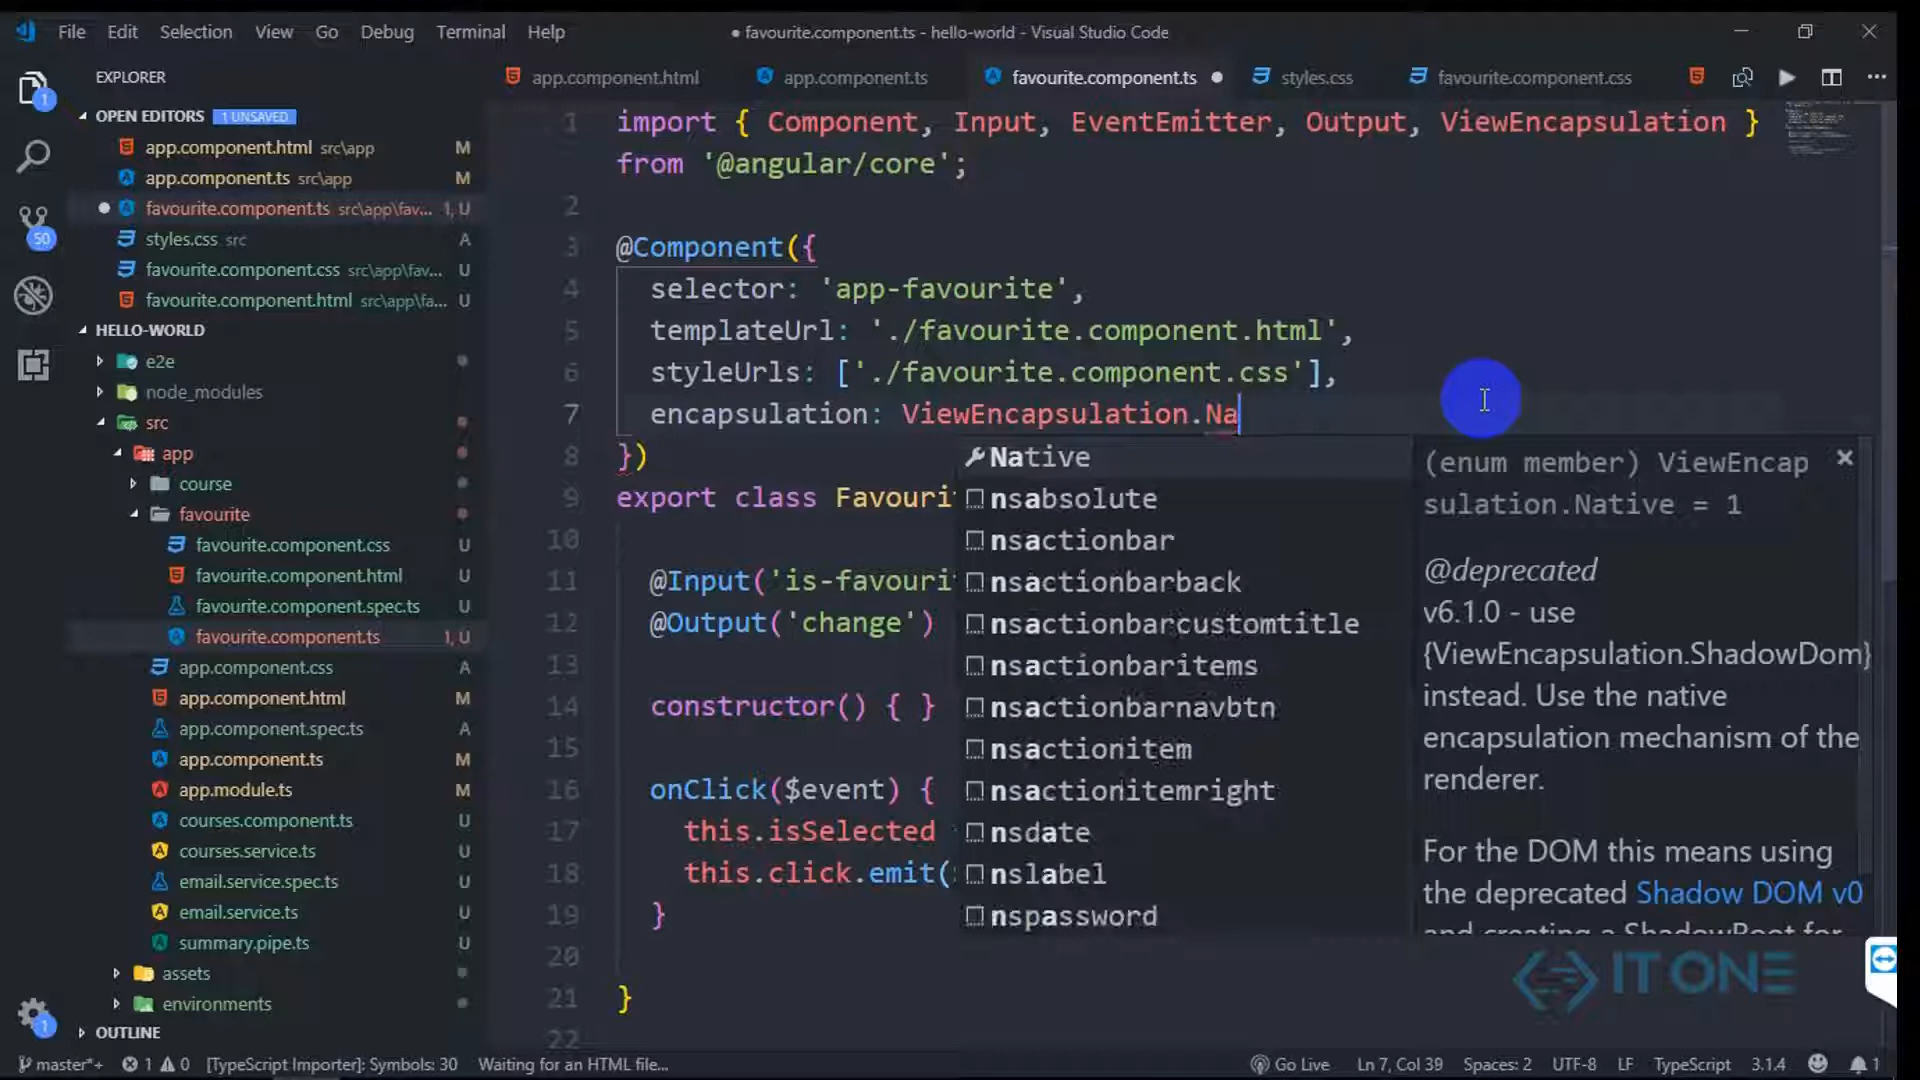 File Edit Selection View Go Debug Terminal Help
● favourite.component.ts - hello-world - Visual Studio Code
EXPLORER
app.component.html
app.component.ts
favourite.component.ts ●
styles.css
favourite.component.css
1
OPEN EDITORS 1 UNSAVED
app.component.html src\app M
app.component.ts src\app M
favourite.component.ts src\app\fav... 1, U
styles.css src A
favourite.component.css src\app\fav... U
favourite.component.html src\app\fa... U
50
HELLO-WORLD
e2e
node_modules
src
app
course
favourite
favourite.component.css U
favourite.component.html U
favourite.component.spec.ts U
favourite.component.ts 1, U
app.component.css A
app.component.html M
app.component.spec.ts A
app.component.ts M
app.module.ts M
courses.component.ts U
courses.service.ts U
email.service.spec.ts U
email.service.ts U
summary.pipe.ts U
assets
environments
OUTLINE
1
1 import { Component, Input, EventEmitter, Output, ViewEncapsulation }
from '@angular/core';
2
3 @Component({
4 selector: 'app-favourite',
5 templateUrl: './favourite.component.html',
6 styleUrls: ['./favourite.component.css'],
7 encapsulation: ViewEncapsulation.Na
8 })
9 export class Favouri
10
11 @Input('is-favouri
12 @Output('change')
13
14 constructor() { }
15
16 onClick($event) {
17 this.isSelected
18 this.click.emit(
19 }
20
21 }
22
Native
nsabsolute
nsactionbar
nsactionbarback
nsactionbarcustomtitle
nsactionbaritems
nsactionbarnavbtn
nsactionitem
nsactionitemright
nsdate
nslabel
nspassword
(enum member) ViewEncap
sulation.Native = 1
@deprecated
v6.1.0 - use
{ViewEncapsulation.ShadowDom}
instead. Use the native
encapsulation mechanism of the
renderer.
For the DOM this means using
the deprecated Shadow DOM v0
and creating a ShadowRoot for
IT ONE
master*+ 1 0 [TypeScript Importer]: Symbols: 30 Waiting for an HTML file... Go Live Ln 7, Col 39 Spaces: 2 UTF-8 LF TypeScript 3.1.4 1